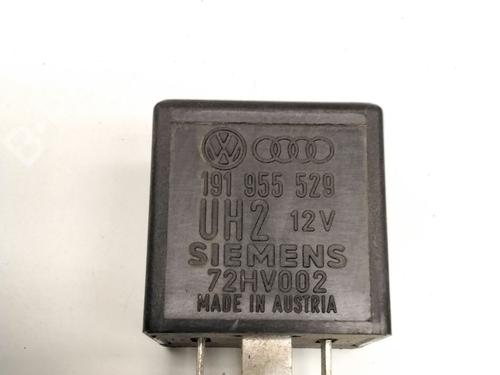 191 955 529
UH2 12V
SIEMENS
72HV002
MADE IN AUSTRIA